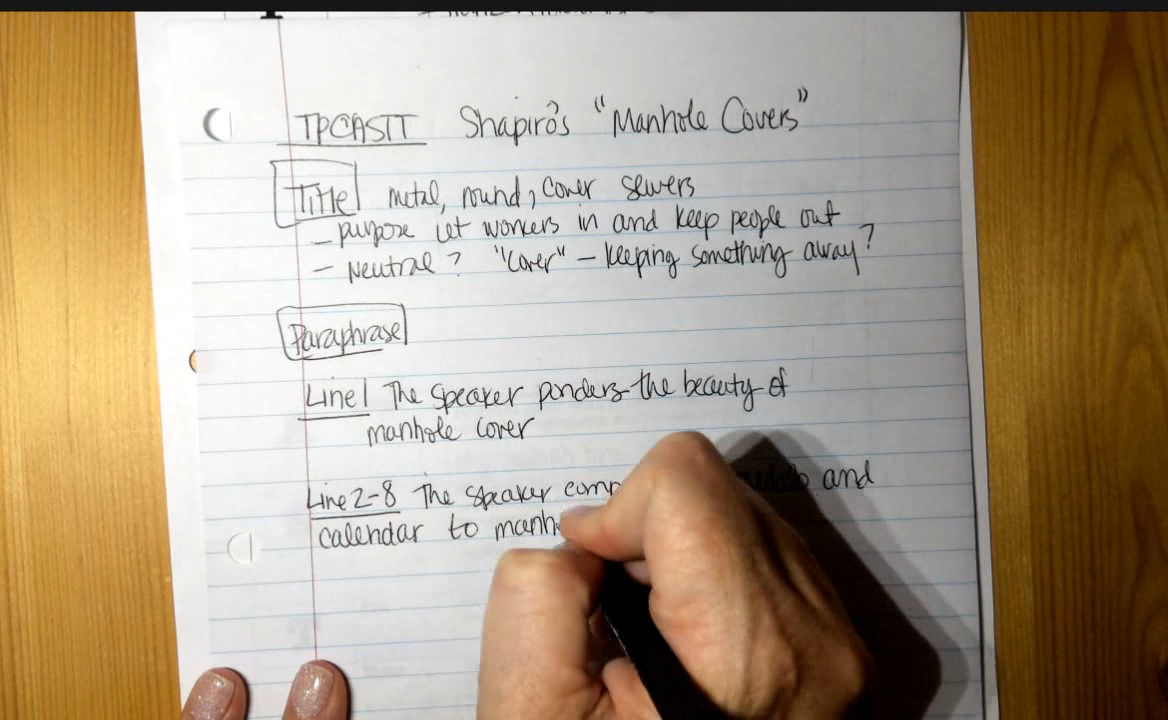 TPCASTT Shapiro's "Manhole Covers"
Title metal, round, cover sewers
- purpose let workers in and keep people out
- Neutral? "Cover" - keeping something away?
Paraphrase
Line 1 The speaker ponders the beauty of
manhole cover
Line 2-8 The speaker comp and
calendar to manh